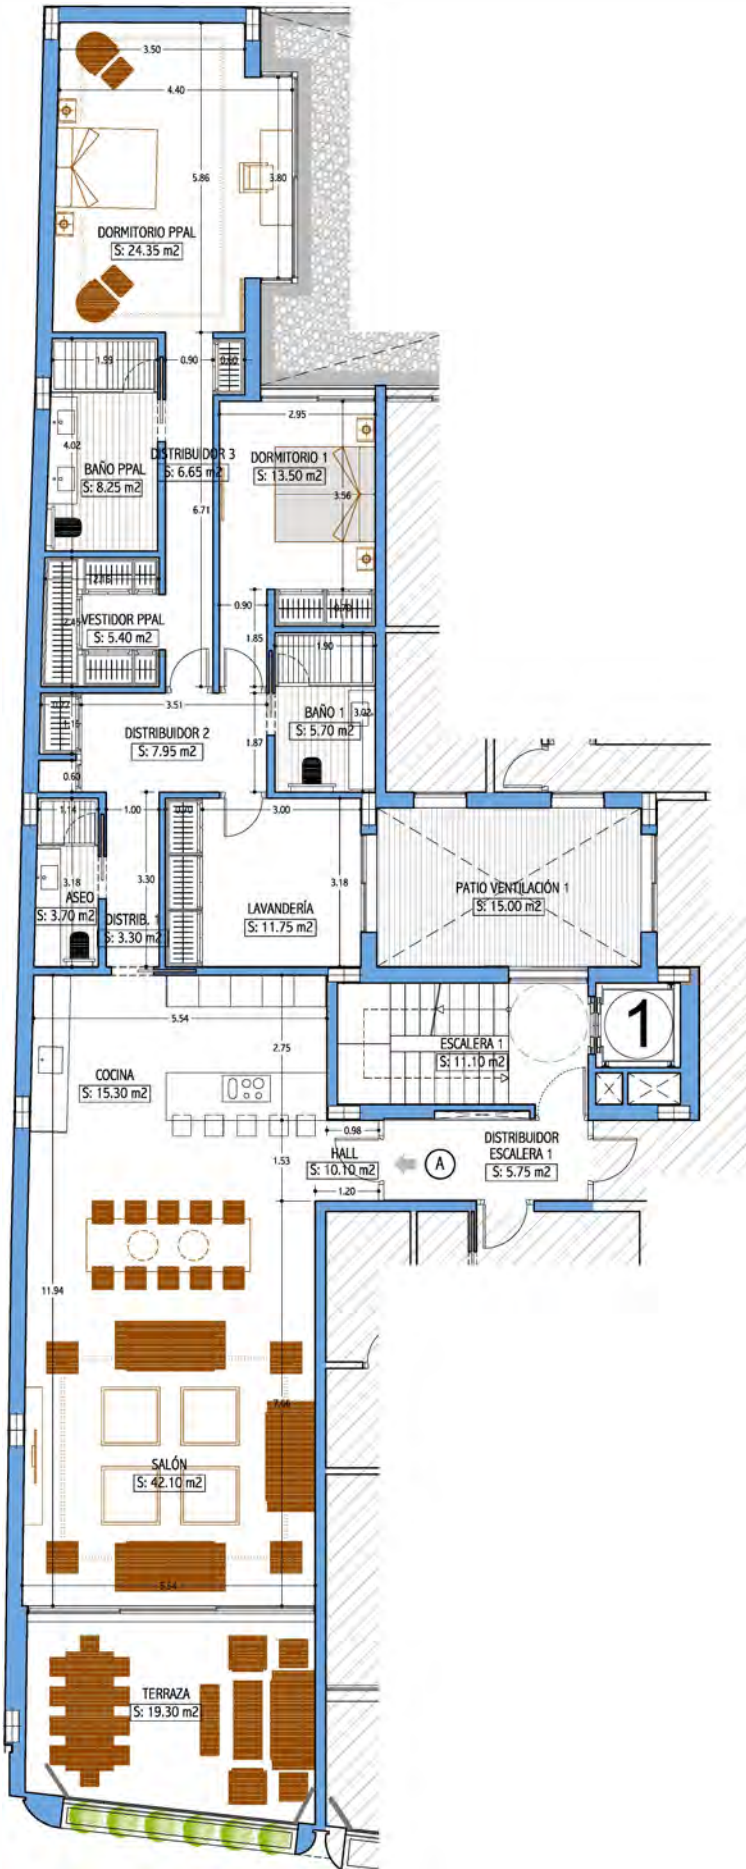 3.50
4.40
5.86
3.80
DORMITORIO PPAL
S: 24.35 m2
1.99
0.90
0.60
2.95
4.02
DISTRIBUIDOR 3
S: 6.65 m2
DORMITORIO 1
S: 13.50 m2
BAÑO PPAL
S: 8.25 m2
3.56
6.71
2.45
VESTIDOR PPAL
S: 5.40 m2
0.90
0.70
1.85
1.90
3.51
DISTRIBUIDOR 2
S: 7.95 m2
BAÑO 1
S: 5.70 m2
3.02
1.87
0.60
1.14
1.00
3.00
3.18
ASEO
S: 3.70 m2
3.30
DISTRIB. 1
S: 3.30 m2
LAVANDERÍA
S: 11.75 m2
3.18
PATIO VENTILACIÓN 1
S: 15.00 m2
5.54
2.75
ESCALERA 1
S: 11.10 m2
1
COCINA
S: 15.30 m2
0.98
1.53
HALL
S: 10.10 m2
A
DISTRIBUIDOR
ESCALERA 1
S: 5.75 m2
1.20
11.94
7.66
SALÓN
S: 42.10 m2
TERRAZA
S: 19.30 m2